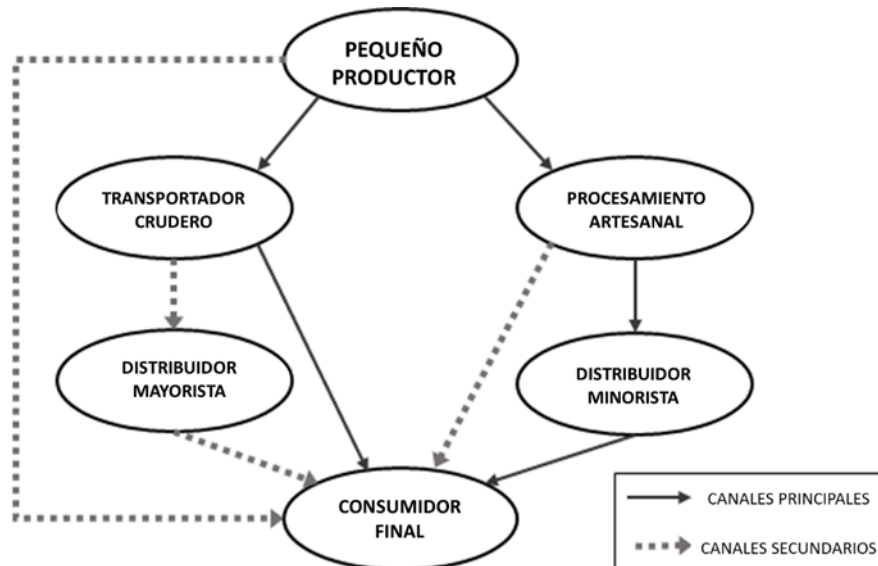 PEQUEÑO
PRODUCTOR
TRANSPORTADOR
CRUDERO
PROCESAMIENTO
ARTESANAL
DISTRIBUIDOR
MAYORISTA
DISTRIBUIDOR
MINORISTA
CONSUMIDOR
FINAL
CANALES PRINCIPALES
CANALES SECUNDARIOS